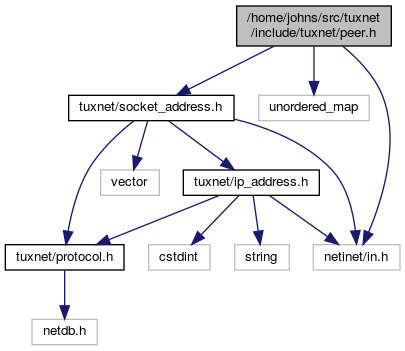 /home/johns/src/tuxnet
/include/tuxnet/peer.h
tuxnet/socket_address.h
unordered_map
vector
tuxnet/ip_address.h
tuxnet/protocol.h
cstdint
string
netinet/in.h
netdb.h